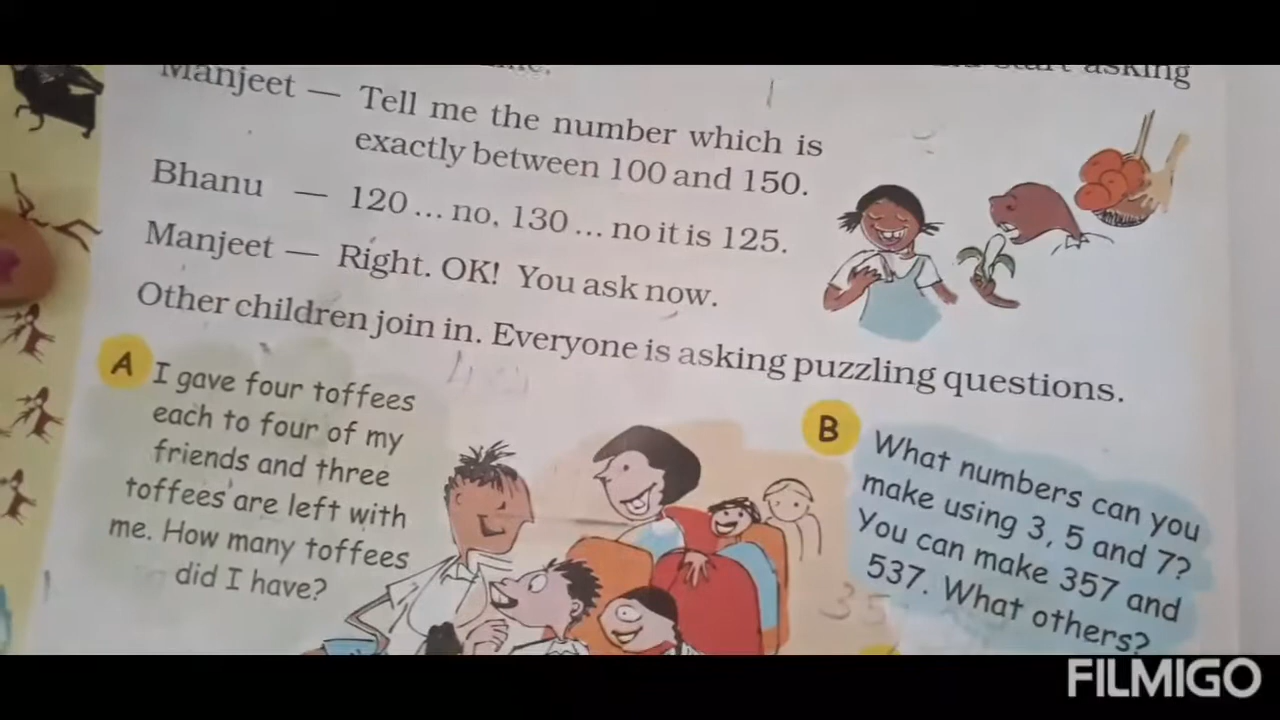 start asking
Manjeet — Tell me the number which is
exactly between 100 and 150.
Bhanu — 120 ... no, 130 ... no it is 125.
Manjeet — Right. OK! You ask now.
Other children join in. Everyone is asking puzzling questions.
A I gave four toffees
each to four of my
friends and three
toffees are left with
me. How many toffees
did I have?
B What numbers can you
make using 3, 5 and 7?
You can make 357 and
537. What others?
35
FILMIGO